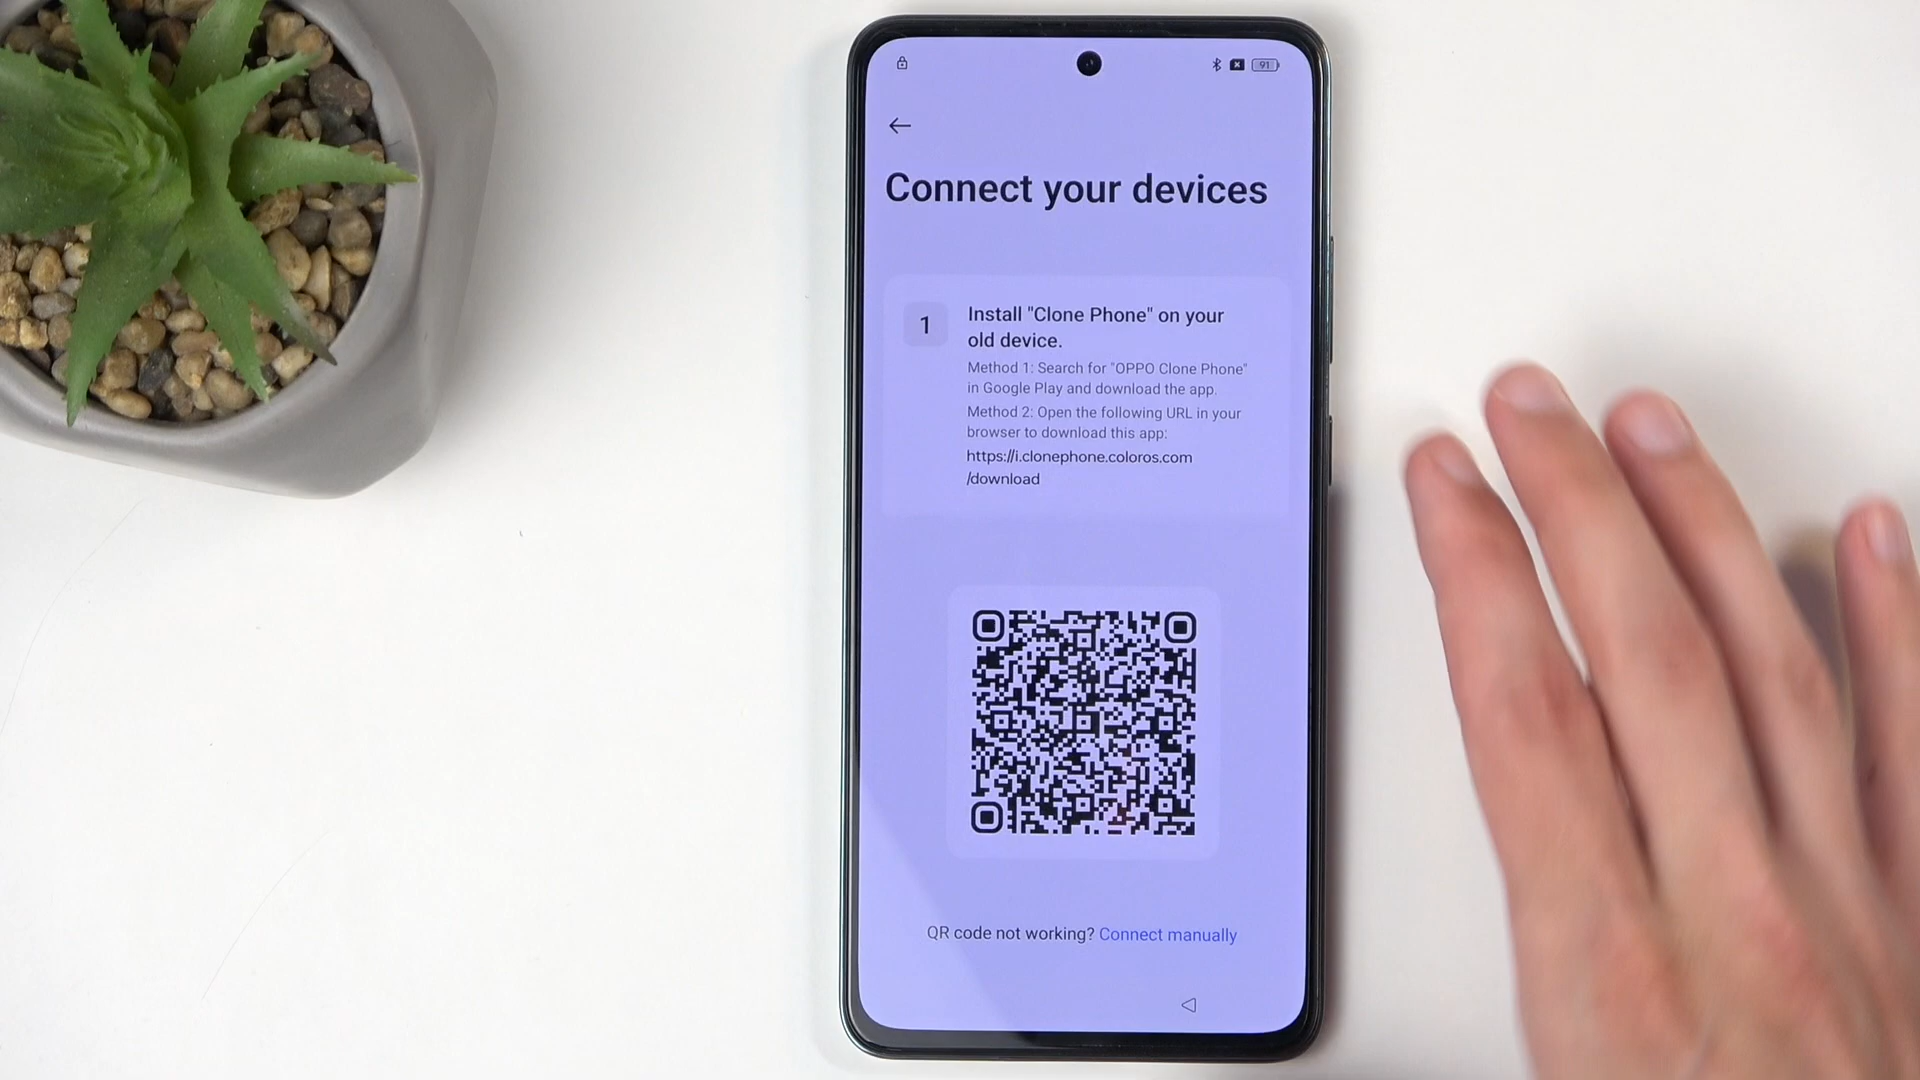 91
Connect your devices
1
Install "Clone Phone" on your
old device.
Method 1: Search for "OPPO Clone Phone"
in Google Play and download the app.
Method 2: Open the following URL in your
browser to download this app:
https://i.clonephone.coloros.com
/download
QR code not working? Connect manually